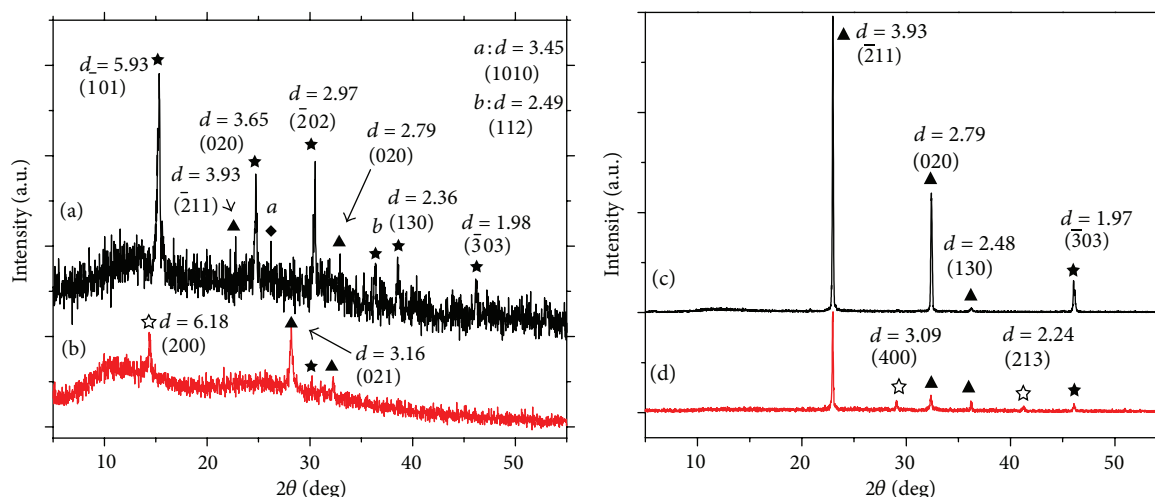 d = 5.93
(1̄01)
d = 3.65
(020)
d = 3.93
(2̄11)
a
d = 2.97
(2̄02)
d = 2.79
(020)
a: d = 3.45
(1010)
b: d = 2.49
(112)
b
d = 2.36
(130)
d = 1.98
(3̄03)
(a)
(b)
d = 6.18
(200)
d = 3.16
(021)
Intensity (a.u.)
10 20 30 40 50
2θ (deg)
d = 3.93
(2̄11)
d = 2.79
(020)
d = 2.48
(130)
d = 1.97
(3̄03)
(c)
(d)
d = 3.09
(400)
d = 2.24
(213)
Intensity (a.u.)
10 20 30 40 50
2θ (deg)